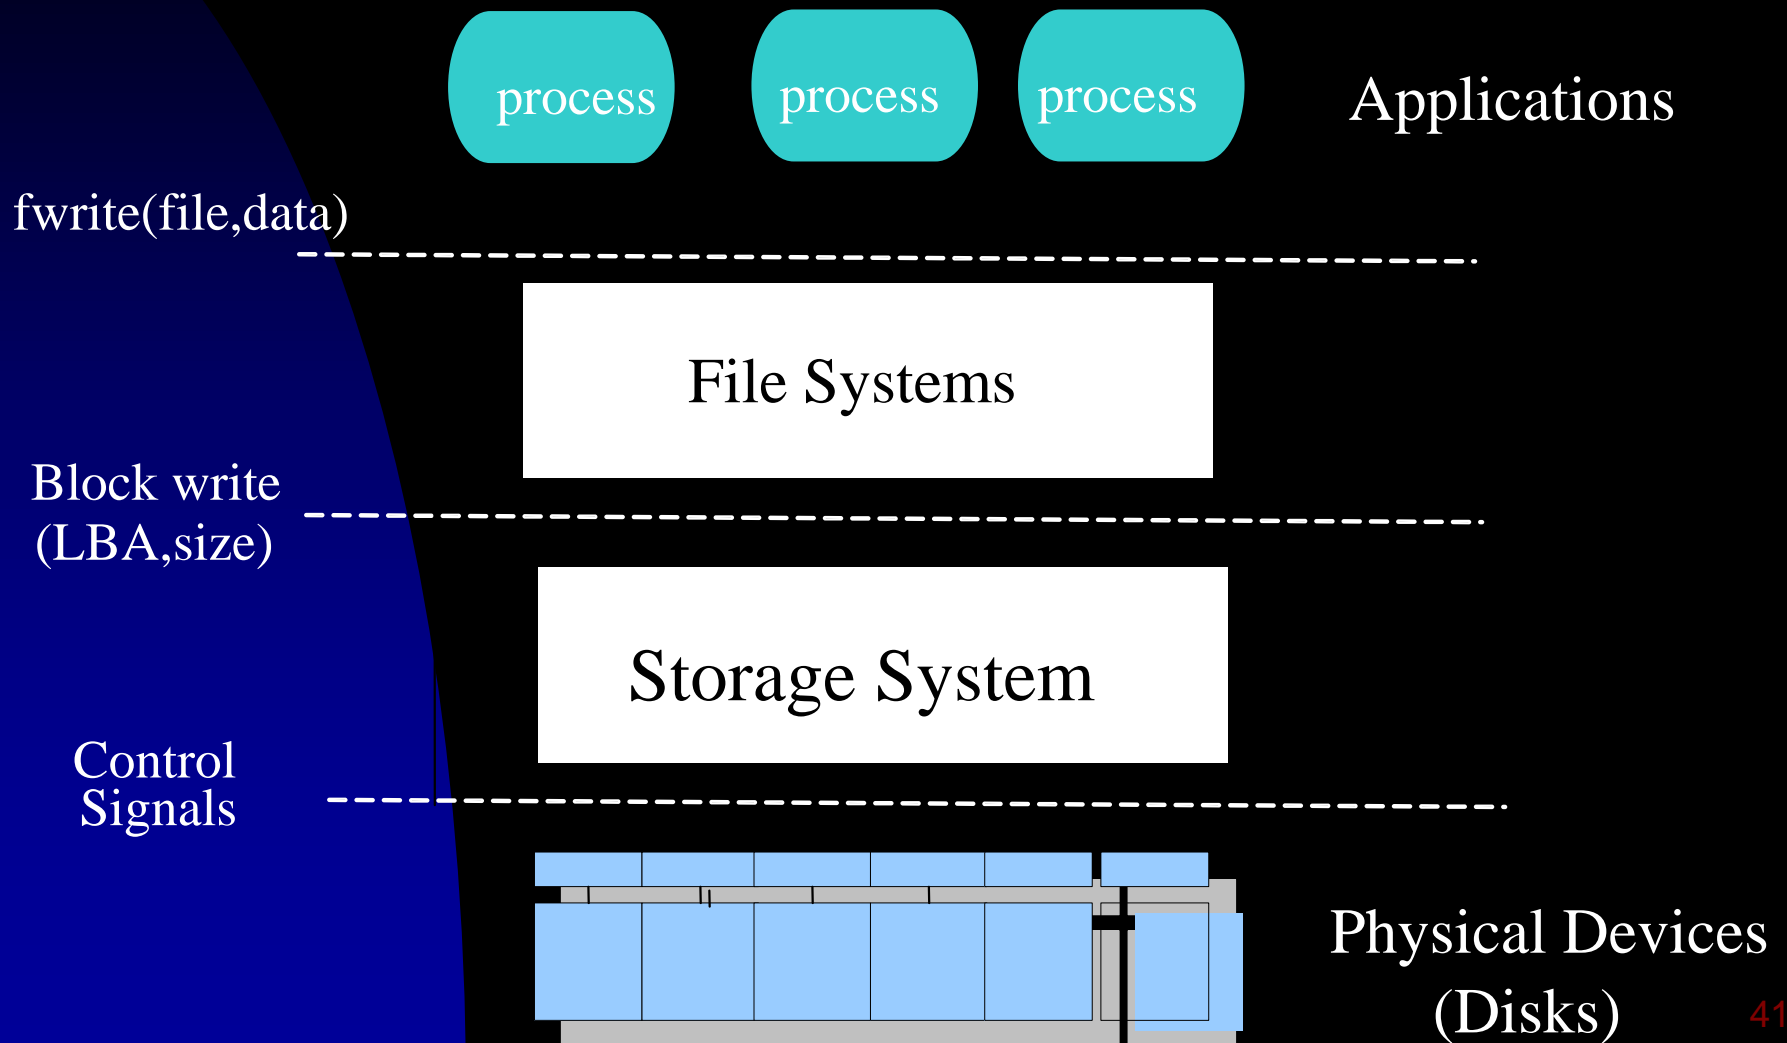 process process process Applications
fwrite(file,data)
File Systems
Block write
(LBA,size)
Storage System
Control
Signals
Physical Devices
(Disks)
41